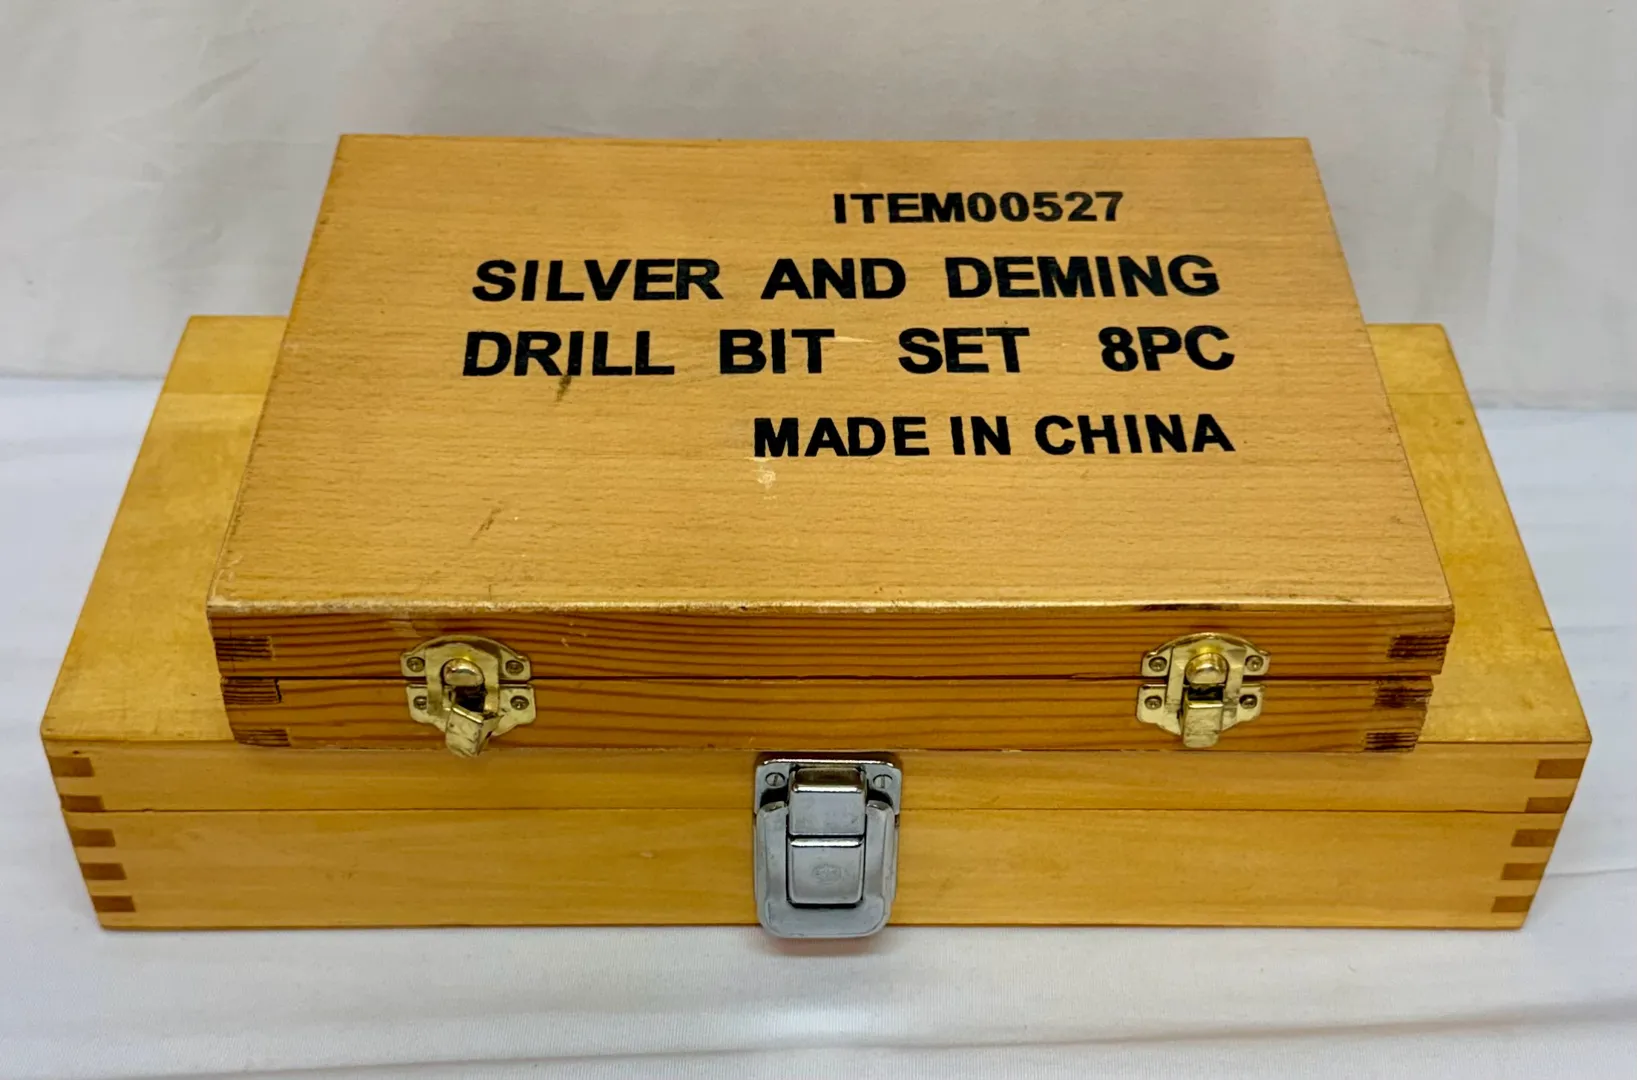 ITEM00527
SILVER AND DEMING
DRILL BIT SET 8PC
MADE IN CHINA